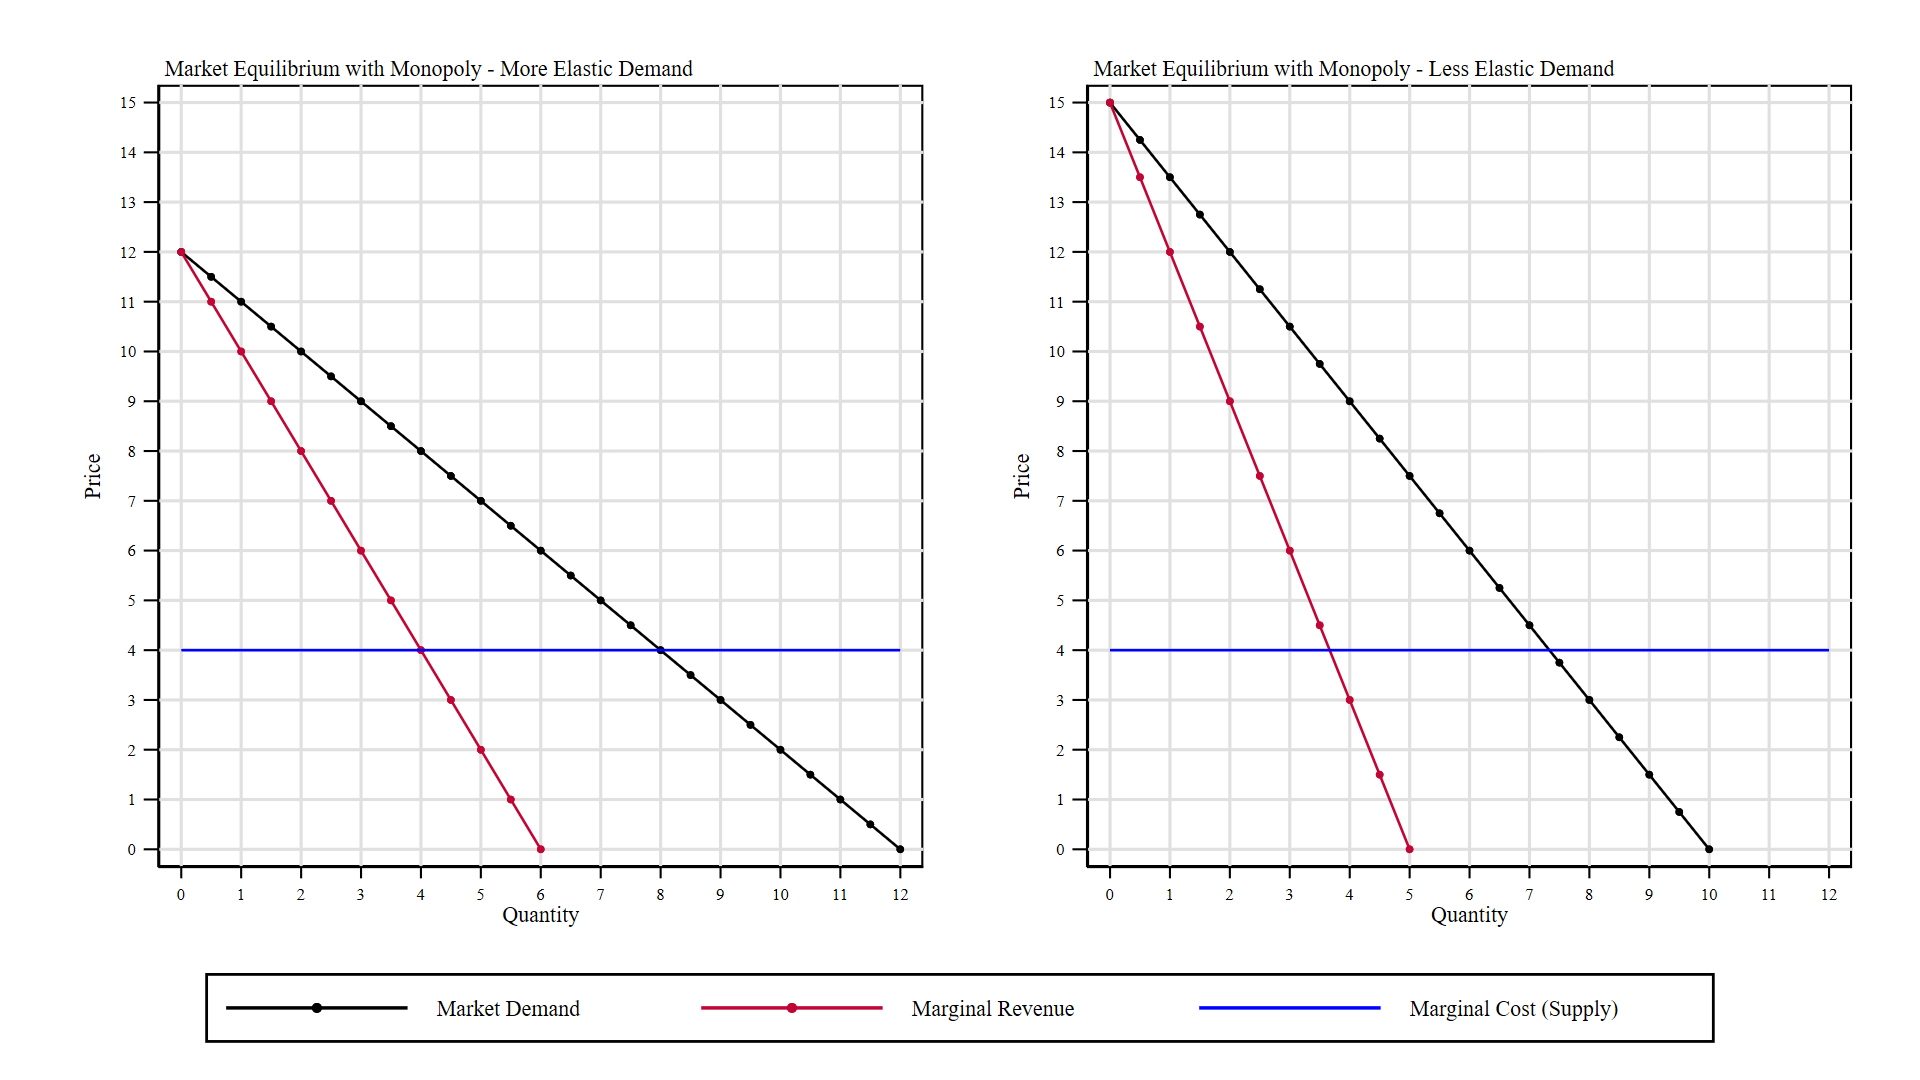 Market Equilibrium with Monopoly - More Elastic Demand
15
14
13
12
11
10
9
8
7
6
5
4
3
2
1
0
Price
0 1 2 3 4 5 6 7 8 9 10 11 12
Quantity
Market Equilibrium with Monopoly - Less Elastic Demand
15
14
13
12
11
10
9
8
7
6
5
4
3
2
1
0
Price
0 1 2 3 4 5 6 7 8 9 10 11 12
Quantity
Market Demand
Marginal Revenue
Marginal Cost (Supply)